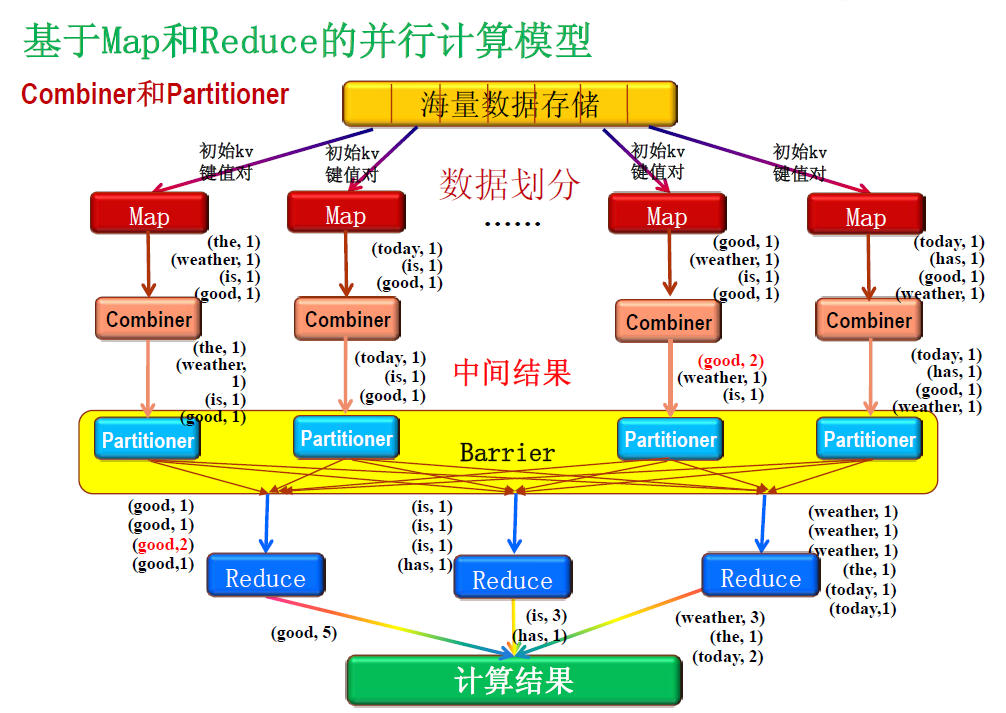 基于Map和Reduce的并行计算模型
Combiner和Partitioner
海量数据存储
初始kv
键值对
初始kv
键值对
初始kv
键值对
初始kv
键值对
数据划分
......
Map
Map
Map
Map
(the, 1)
(weather, 1)
(is, 1)
(good, 1)
(today, 1)
(is, 1)
(good, 1)
(good, 1)
(weather, 1)
(is, 1)
(good, 1)
(today, 1)
(has, 1)
(good, 1)
(weather, 1)
Combiner
Combiner
Combiner
Combiner
(the, 1)
(weather,
1)
(is, 1)
(good, 1)
(today, 1)
(is, 1)
(good, 1)
中间结果
(good, 2)
(weather, 1)
(is, 1)
(today, 1)
(has, 1)
(good, 1)
(weather, 1)
Partitioner
Partitioner
Partitioner
Partitioner
Barrier
(good, 1)
(good, 1)
(good,2)
(good,1)
(is, 1)
(is, 1)
(is, 1)
(has, 1)
(weather, 1)
(weather, 1)
(weather, 1)
(the, 1)
(today, 1)
(today,1)
Reduce
Reduce
Reduce
(good, 5)
(is, 3)
(has, 1)
(weather, 3)
(the, 1)
(today, 2)
计算结果